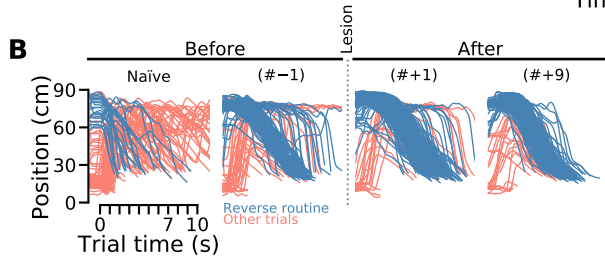 B
Before
Lesion
After
Naïve
(#−1)
(#+1)
(#+9)
Position (cm)
90
60
30
0
0
7
10
Trial time (s)
Reverse routine
Other trials